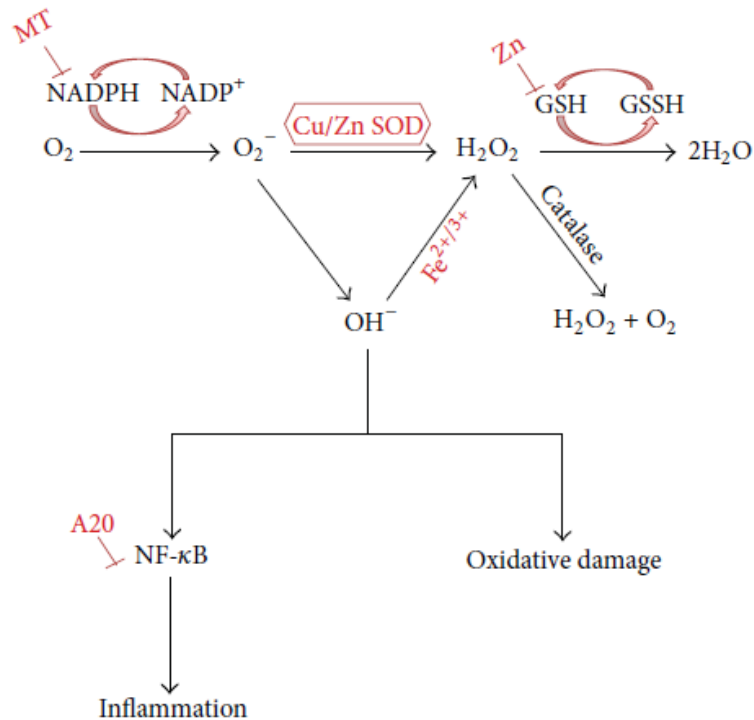 MT
Zn
NADPH NADP⁺
GSH GSSH
O₂ O₂⁻ Cu/Zn SOD H₂O₂ 2H₂O
Fe²⁺/³⁺
Catalase
OH⁻
H₂O₂ + O₂
A20
NF-κB
Oxidative damage
Inflammation